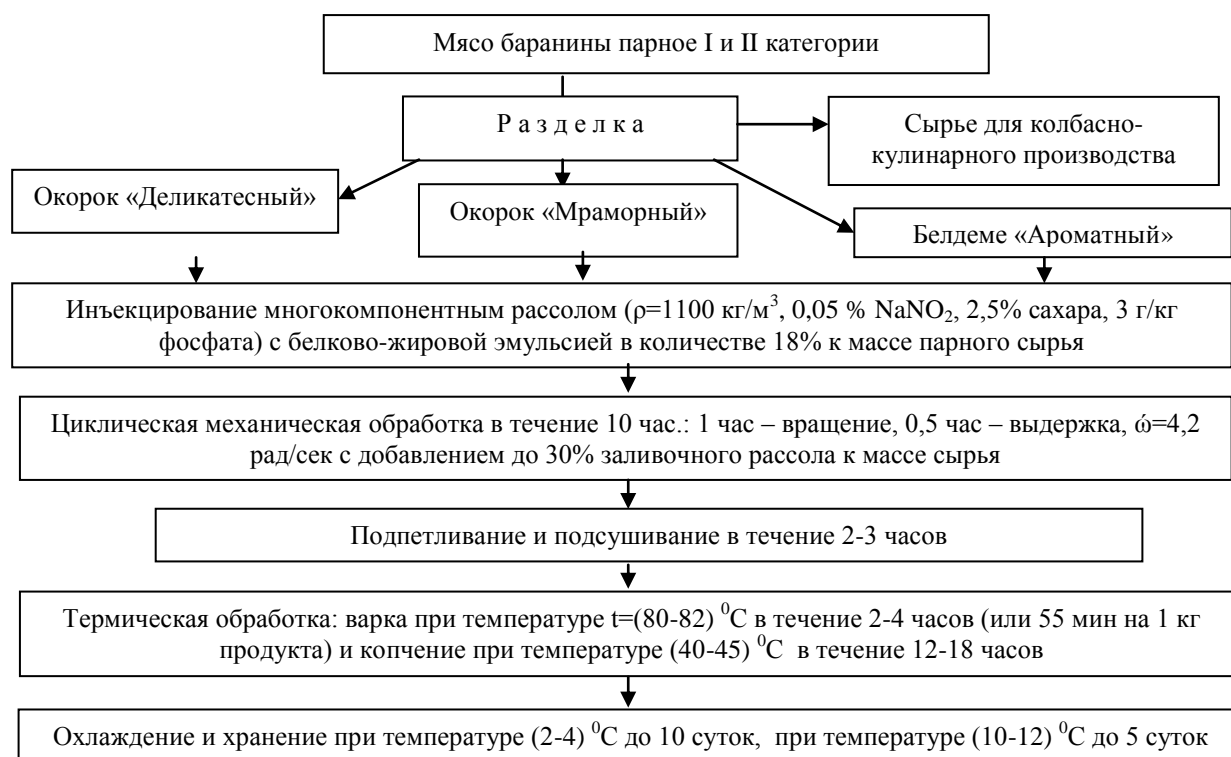 Мясо баранины парное I и II категории
Р а з д е л к а
Сырье для колбасно-
кулинарного производства
Окорок «Деликатесный»
Окорок «Мраморный»
Белдеме «Ароматный»
Инъекцирование многокомпонентным рассолом (ρ=1100 кг/м³, 0,05 % NaNO₂, 2,5% сахара, 3 г/кг
фосфата) с белково-жировой эмульсией в количестве 18% к массе парного сырья
Циклическая механическая обработка в течение 10 час.: 1 час – вращение, 0,5 час – выдержка, ώ=4,2
рад/сек с добавлением до 30% заливочного рассола к массе сырья
Подпетливание и подсушивание в течение 2-3 часов
Термическая обработка: варка при температуре t=(80-82) ⁰С в течение 2-4 часов (или 55 мин на 1 кг
продукта) и копчение при температуре (40-45) ⁰С в течение 12-18 часов
Охлаждение и хранение при температуре (2-4) ⁰С до 10 суток, при температуре (10-12) ⁰С до 5 суток